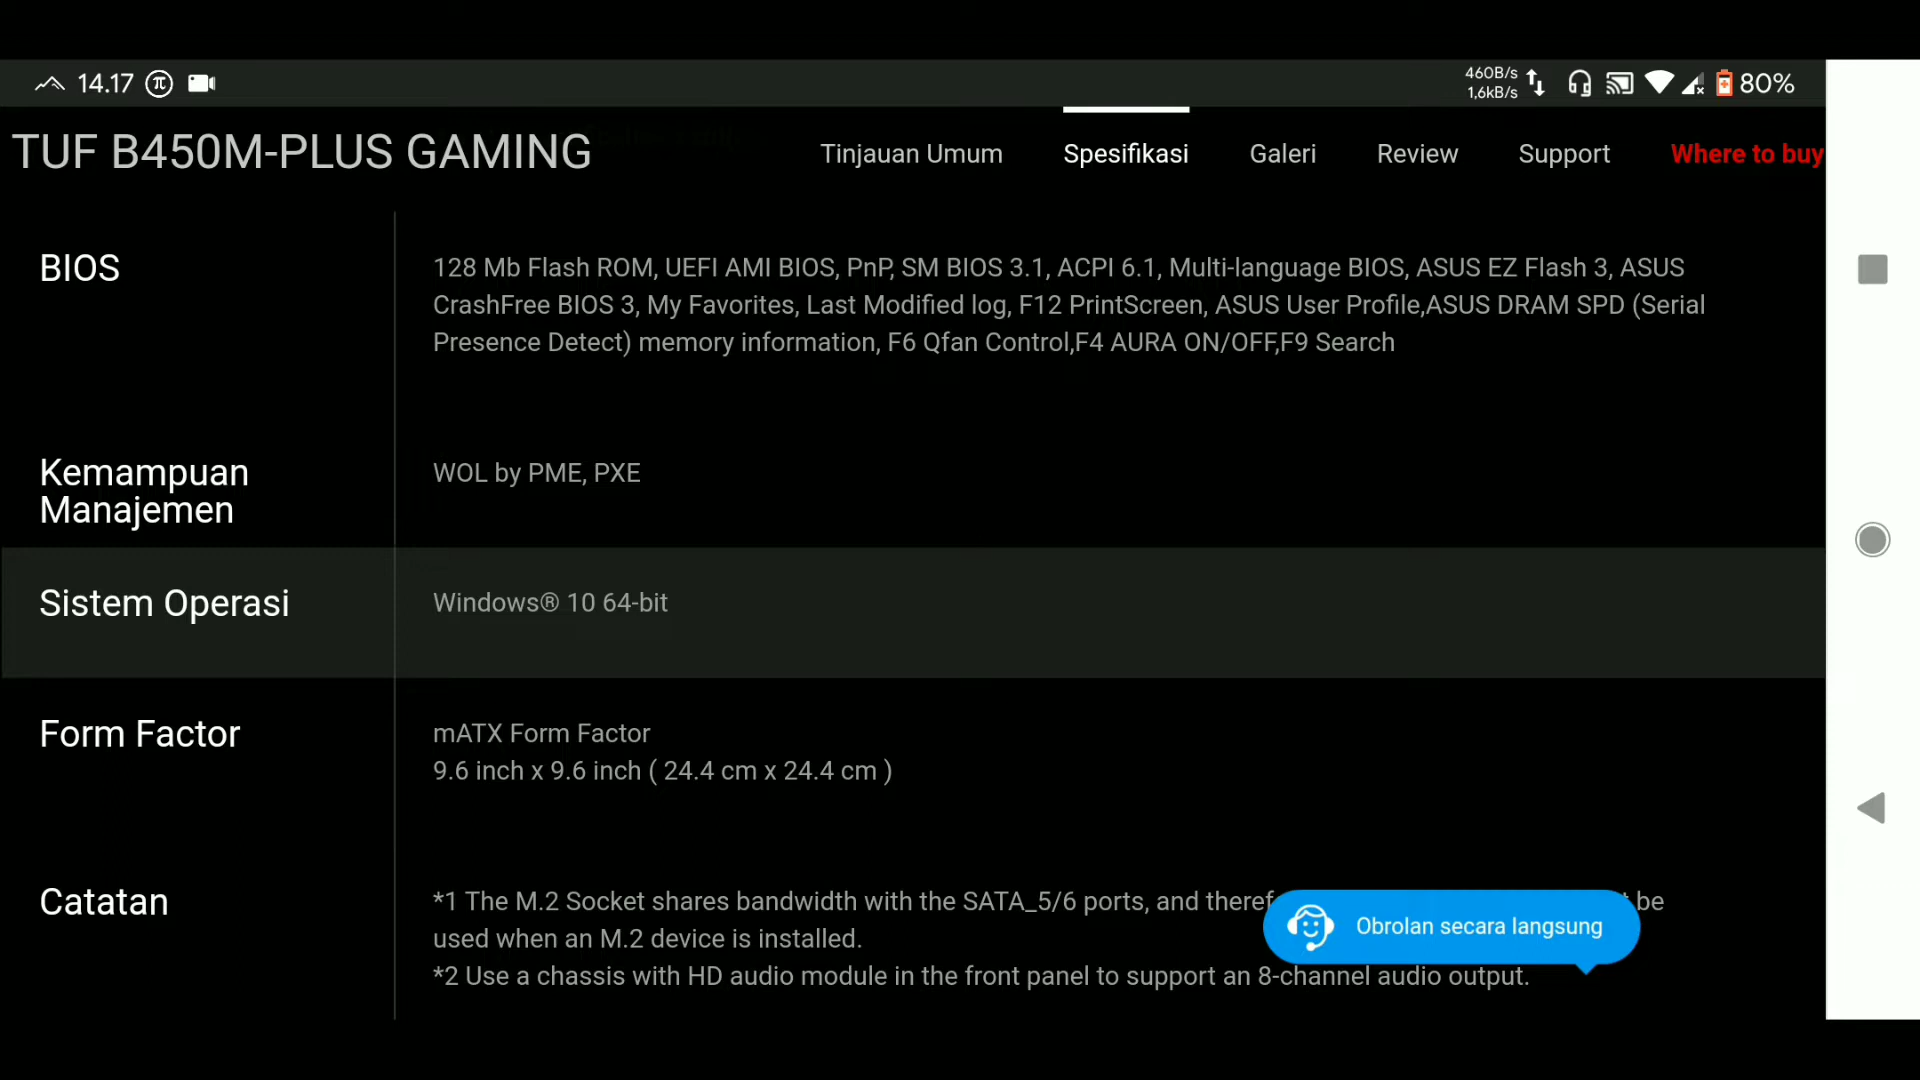 14.17
460B/s
1,6kB/s
80%
TUF B450M-PLUS GAMING
Tinjauan Umum
Spesifikasi
Galeri
Review
Support
Where to buy
BIOS
128 Mb Flash ROM, UEFI AMI BIOS, PnP, SM BIOS 3.1, ACPI 6.1, Multi-language BIOS, ASUS EZ Flash 3, ASUS
CrashFree BIOS 3, My Favorites, Last Modified log, F12 PrintScreen, ASUS User Profile,ASUS DRAM SPD (Serial
Presence Detect) memory information, F6 Qfan Control,F4 AURA ON/OFF,F9 Search
Kemampuan
Manajemen
WOL by PME, PXE
Sistem Operasi
Windows® 10 64-bit
Form Factor
mATX Form Factor
9.6 inch x 9.6 inch ( 24.4 cm x 24.4 cm )
Catatan
*1 The M.2 Socket shares bandwidth with the SATA_5/6 ports, and be
used when an M.2 device is installed.
*2 Use a chassis with HD audio module in the front panel to support an 8-channel audio output.
Obrolan secara langsung